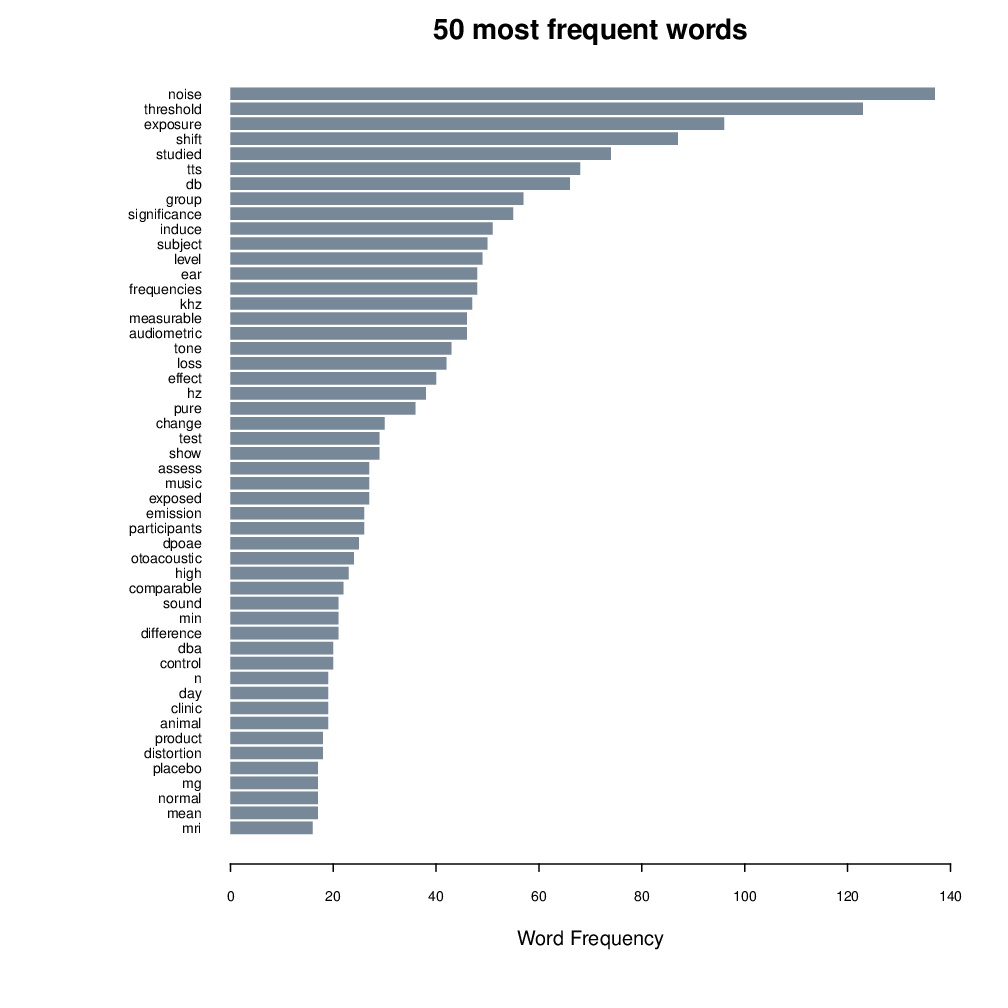 50 most frequent words
noise
threshold
exposure
shift
studied
tts
db
group
significance
induce
subject
level
ear
frequencies
khz
measurable
audiometric
tone
loss
effect
hz
pure
change
test
show
assess
music
exposed
emission
participants
dpoae
otoacoustic
high
comparable
sound
min
difference
dba
control
n
day
clinic
animal
product
distortion
placebo
mg
normal
mean
mri
0 20 40 60 80 100 120 140
Word Frequency